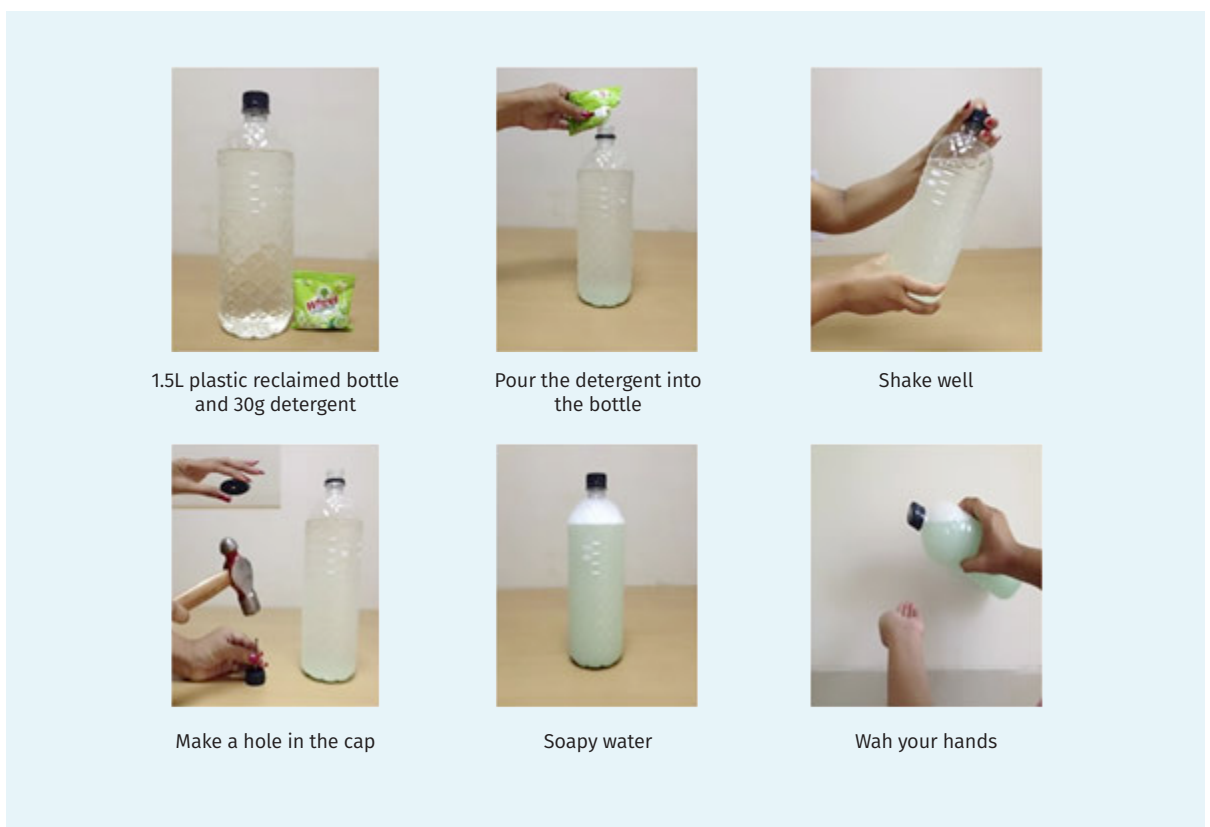 1.5L plastic reclaimed bottle
and 30g detergent
Pour the detergent into
the bottle
Shake well
Make a hole in the cap
Soapy water
Wah your hands